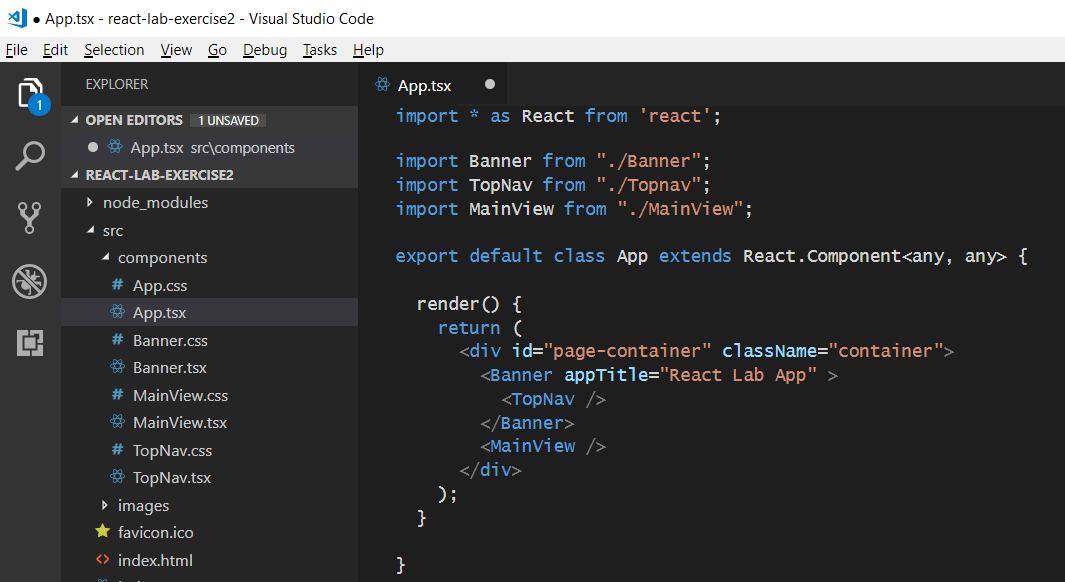 ● App.tsx - react-lab-exercise2 - Visual Studio Code
File Edit Selection View Go Debug Tasks Help
1
EXPLORER
OPEN EDITORS 1 UNSAVED
App.tsx src\components
REACT-LAB-EXERCISE2
node_modules
src
components
# App.css
App.tsx
# Banner.css
Banner.tsx
# MainView.css
MainView.tsx
# TopNav.css
TopNav.tsx
images
favicon.ico
<> index.html
App.tsx
import * as React from 'react';
import Banner from "./Banner";
import TopNav from "./Topnav";
import MainView from "./MainView";
export default class App extends React.Component<any, any> {
render() {
return (
<div id="page-container" className="container">
<Banner appTitle="React Lab App" >
<TopNav />
</Banner>
<MainView />
</div>
);
}
}